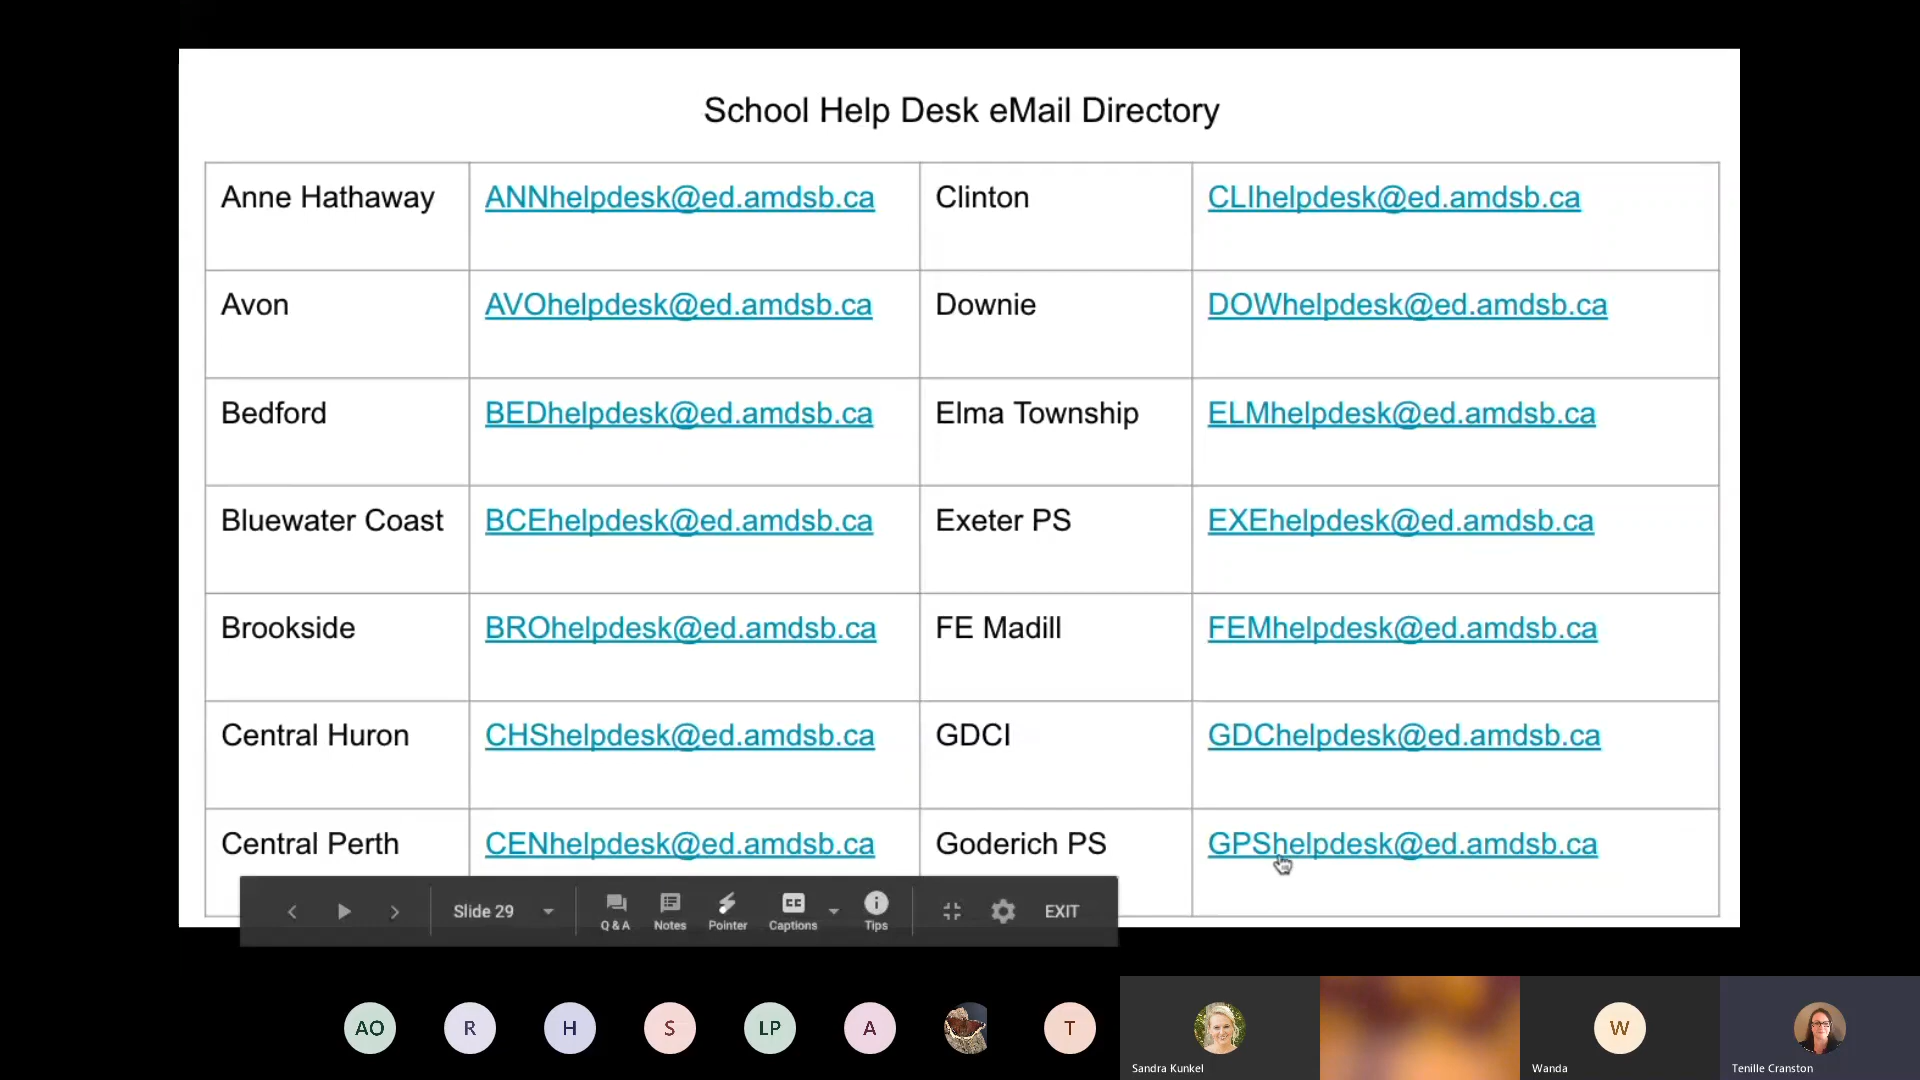 School Help Desk eMail Directory
Anne Hathaway ANNhelpdesk@ed.amdsb.ca Clinton CLIhelpdesk@ed.amdsb.ca
Avon AVOhelpdesk@ed.amdsb.ca Downie DOWhelpdesk@ed.amdsb.ca
Bedford BEDhelpdesk@ed.amdsb.ca Elma Township ELMhelpdesk@ed.amdsb.ca
Bluewater Coast BCEhelpdesk@ed.amdsb.ca Exeter PS EXEhelpdesk@ed.amdsb.ca
Brookside BROhelpdesk@ed.amdsb.ca FE Madill FEMhelpdesk@ed.amdsb.ca
Central Huron CHShelpdesk@ed.amdsb.ca GDCI GDChelpdesk@ed.amdsb.ca
Central Perth CENhelpdesk@ed.amdsb.ca Goderich PS GPShelpdesk@ed.amdsb.ca
Slide 29 Q & A Notes Pointer CC Captions Tips EXIT
AO R H S LP A T W
Sandra Kunkel Wanda Tenille Cranston